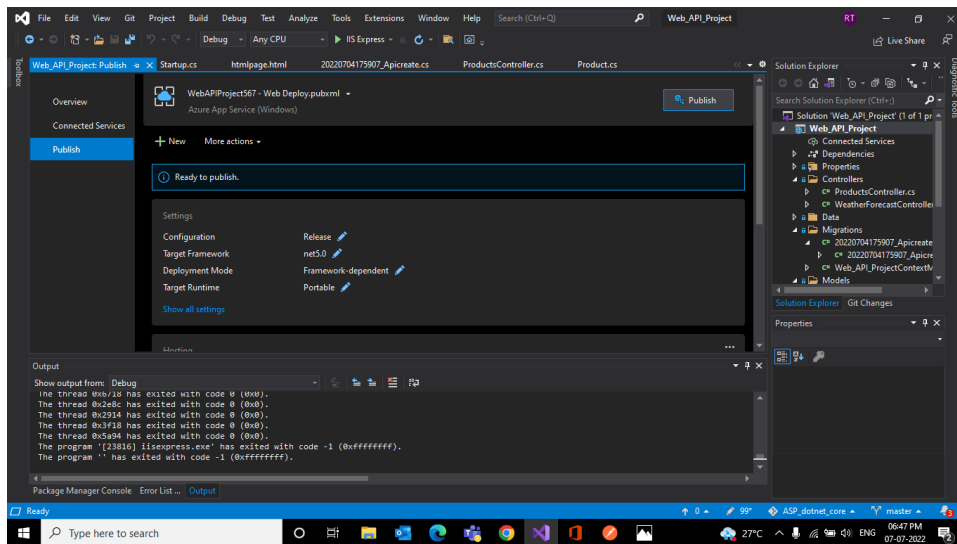 File Edit View Git Project Build Debug Test Analyze Tools Extensions Window Help Search (Ctrl+Q) Web_API_Project RT
Debug Any CPU IIS Express Live Share
Toolbox
Web_API_Project: Publish Startup.cs htmlpage.html 20220704175907_Apicreate.cs ProductsController.cs Product.cs
Overview
Connected Services
Publish
WebAPIProject567 - Web Deploy.pubxml
Azure App Service (Windows)
Publish
New More actions
Ready to publish.
Settings
Configuration Release
Target Framework net5.0
Deployment Mode Framework-dependent
Target Runtime Portable
Show all settings
Hosting
Solution Explorer
Search Solution Explorer (Ctrl+;)
Solution 'Web_API_Project' (1 of 1 pr
Web_API_Project
Connected Services
Dependencies
Properties
Controllers
ProductsController.cs
WeatherForecastController
Data
Migrations
20220704175907_Apicreate
20220704175907_Apicre
Web_API_ProjectContextM
Models
Solution Explorer Git Changes
Properties
Diagnostic Tools
Output
Show output from: Debug
The thread 0x6718 has exited with code 0 (0x0).
The thread 0x2e8c has exited with code 0 (0x0).
The thread 0x2914 has exited with code 0 (0x0).
The thread 0x3f18 has exited with code 0 (0x0).
The thread 0x5a94 has exited with code 0 (0x0).
The program '[23816] iisexpress.exe' has exited with code -1 (0xffffffff).
The program '' has exited with code -1 (0xffffffff).
Package Manager Console Error List ... Output
Ready 0 99+ ASP_dotnet_core master 3
Type here to search 27°C ENG 06:47 PM
07-07-2022 2